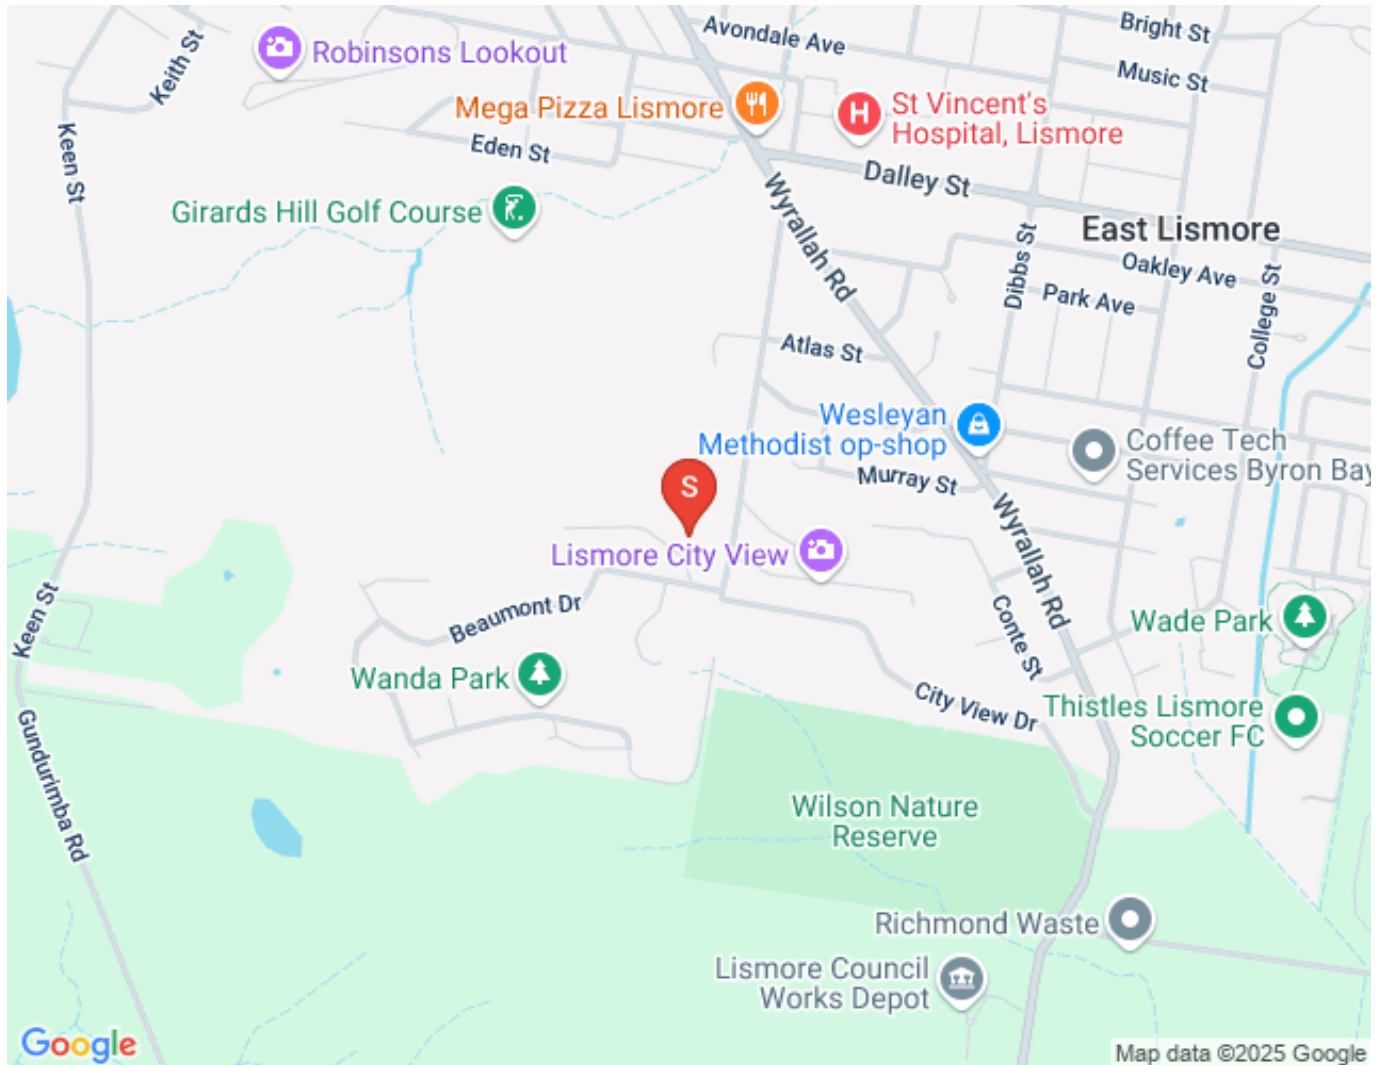 Avondale Ave
Bright St
Keith St
Robinsons Lookout
Music St
Mega Pizza Lismore
St Vincent's
Hospital, Lismore
Keen St
Eden St
Dalley St
Girards Hill Golf Course
Wyrallah Rd
East Lismore
Dibbs St
Oakley Ave
College St
Park Ave
Atlas St
Wesleyan
Methodist op-shop
Coffee Tech
Services Byron Bay
Murray St
S
Wyrallah Rd
Lismore City View
Keen St
Beaumont Dr
Conte St
Wade Park
Wanda Park
City View Dr
Thistles Lismore
Soccer FC
Gundurimba Rd
Wilson Nature
Reserve
Richmond Waste
Lismore Council
Works Depot
H
Google
Map data ©2025 Google